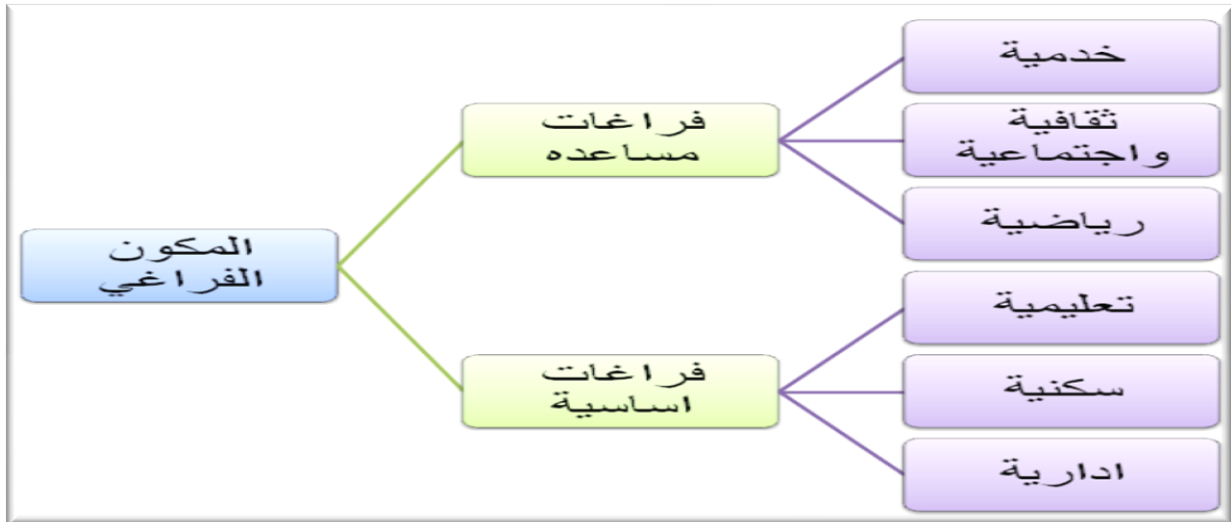 المكون
الفراغي
فراغات
مساعده
خدمية
ثقافية
واجتماعية
رياضية
فراغات
اساسية
تعليمية
سكنية
ادارية